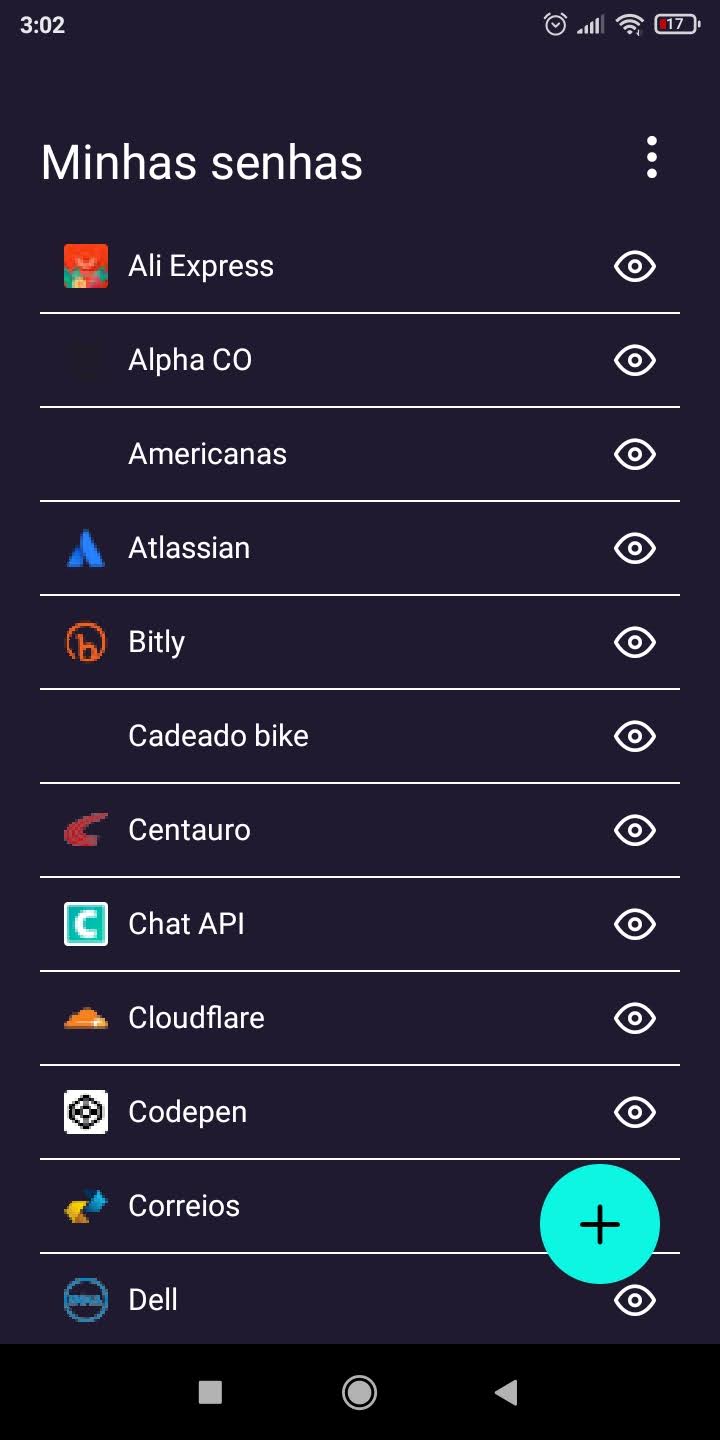 3:02
17
Minhas senhas
Ali Express
Alpha CO
Americanas
Atlassian
Bitly
Cadeado bike
Centauro
Chat API
Cloudflare
Codepen
Correios
Dell